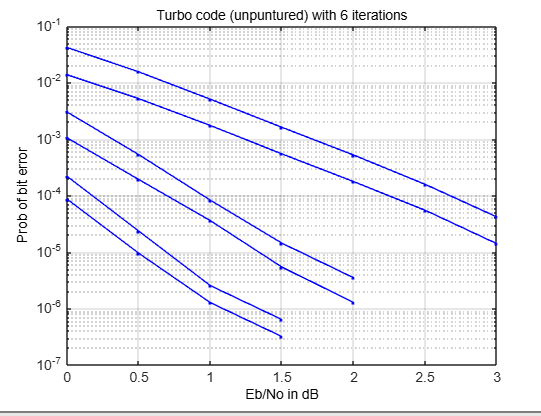 Turbo code (unpuntured) with 6 iterations
10^-1
10^-2
10^-3
10^-4
10^-5
10^-6
10^-7
Prob of bit error
0 0.5 1 1.5 2 2.5 3
Eb/No in dB